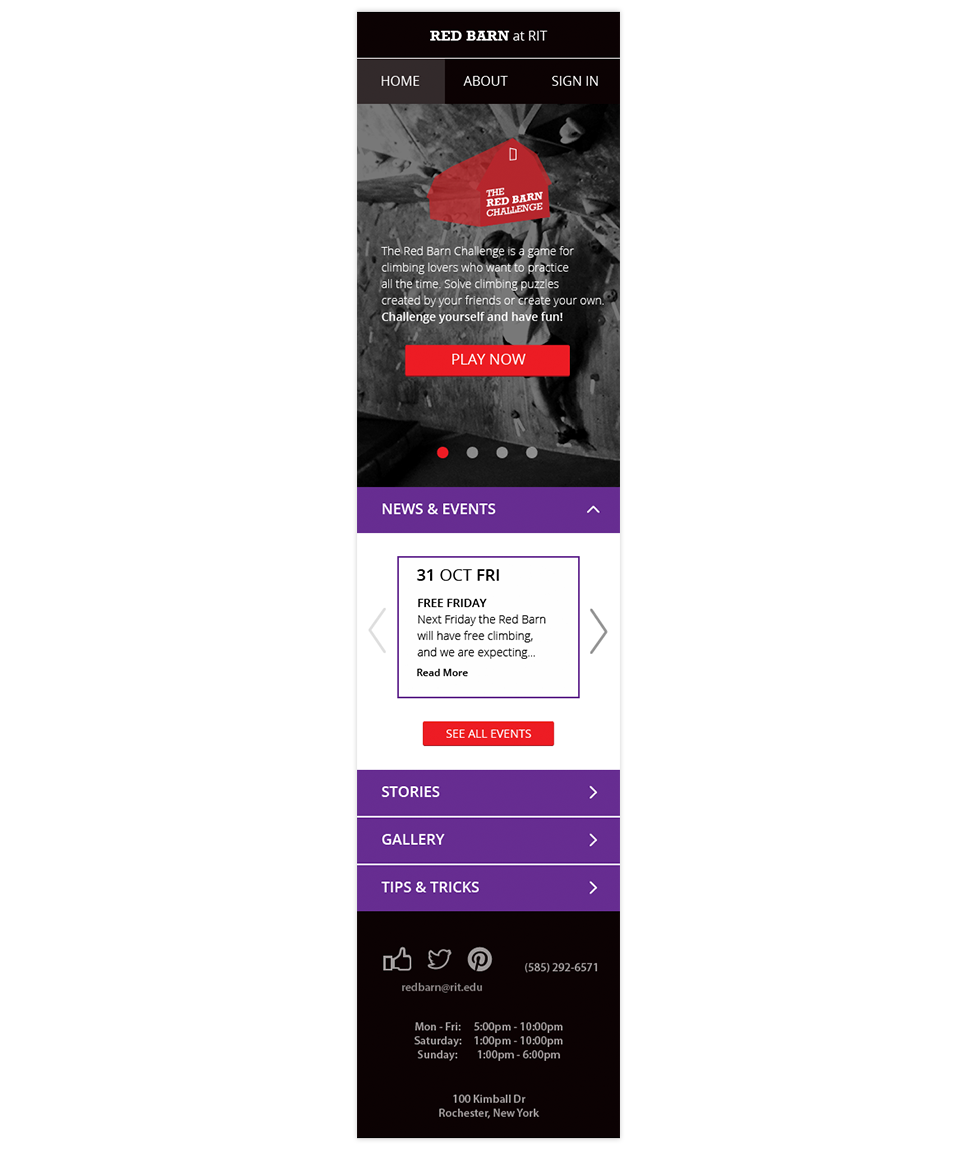 RED BARN at RIT
HOME ABOUT SIGN IN
THE
RED BARN
CHALLENGE
The Red Barn Challenge is a game for
climbing lovers who want to practice
all the time. Solve climbing puzzles
created by your friends or create your own.
Challenge yourself and have fun!
PLAY NOW
NEWS & EVENTS
31 OCT FRI
FREE FRIDAY
Next Friday the Red Barn
will have free climbing,
and we are expecting...
Read More
SEE ALL EVENTS
STORIES
GALLERY
TIPS & TRICKS
(585) 292-6571
redbarn@rit.edu
Mon - Fri: 5:00pm - 10:00pm
Saturday: 1:00pm - 10:00pm
Sunday: 1:00pm - 6:00pm
100 Kimball Dr
Rochester, New York